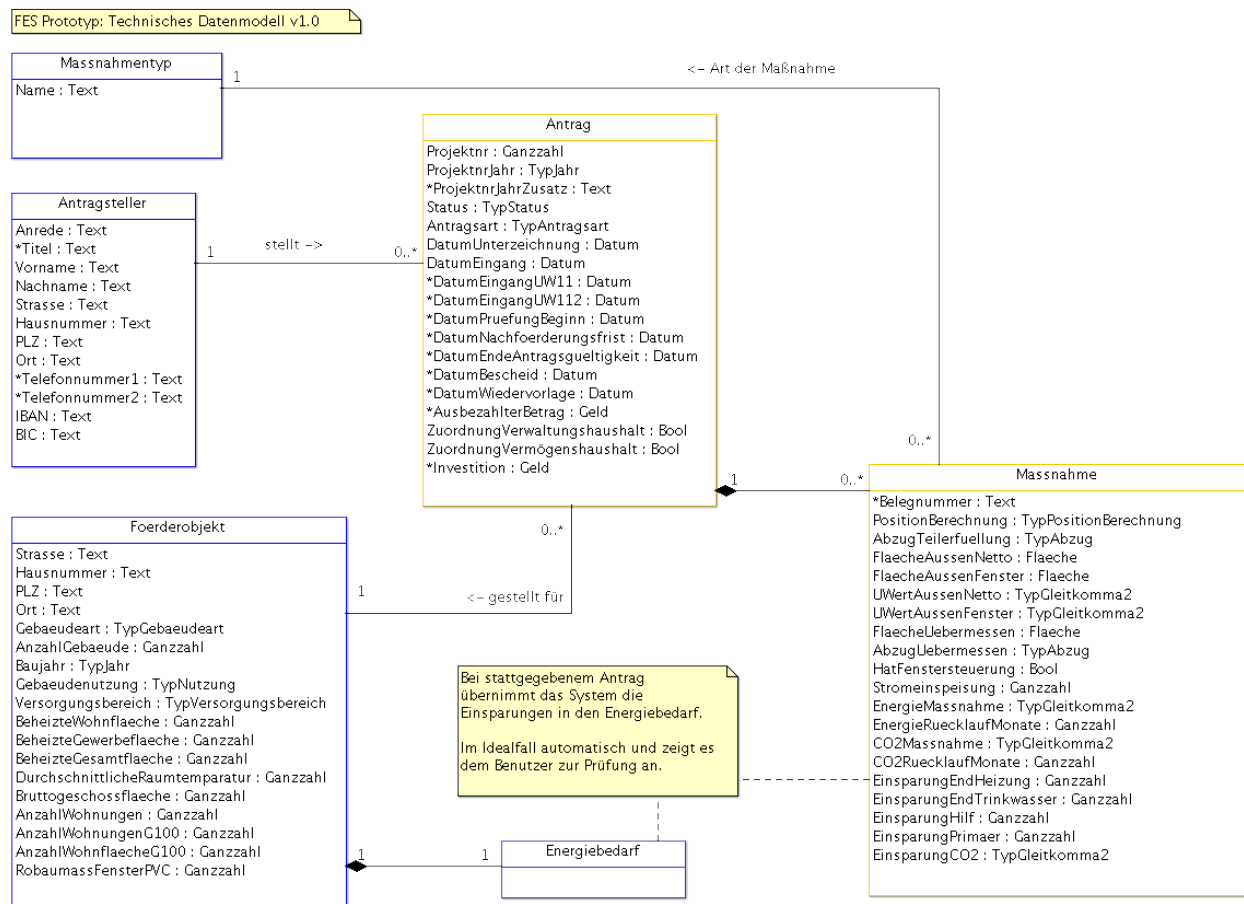 FES Prototyp: Technisches Datenmodell v1.0
Massnahmentyp
Name : Text
1
<- Art der Maßnahme
Antrag
Projektnr : Ganzzahl
ProjektnrJahr : TypJahr
*ProjektnrJahrZusatz : Text
Status : TypStatus
Antragsart : TypAntragsart
DatumUnterzeichnung : Datum
DatumEingang : Datum
*DatumEingangUW11 : Datum
*DatumEingangUW112 : Datum
*DatumPruefungBeginn : Datum
*DatumNachfoerderungsfrist : Datum
*DatumEndeAntragsgueltigkeit : Datum
*DatumBescheid : Datum
*DatumWiedervorlage : Datum
*AusbezahlterBetrag : Geld
ZuordnungVerwaltungshaushalt : Bool
ZuordnungVermögenshaushalt : Bool
*Investition : Geld
Antragsteller
Anrede : Text
*Titel : Text
Vorname : Text
Nachname : Text
Strasse : Text
Hausnummer : Text
PLZ : Text
Ort : Text
*Telefonnummer1 : Text
*Telefonnummer2 : Text
IBAN : Text
BIC : Text
1
stellt ->
0..*
0..*
1
0..*
Massnahme
*Belegnummer : Text
PositionBerechnung : TypPositionBerechnung
AbzugTeilerfuellung : TypAbzug
FlaecheAussenNetto : Flaeche
FlaecheAussenFenster : Flaeche
UWertAussenNetto : TypGleitkomma2
UWertAussenFenster : TypGleitkomma2
FlaecheUebermessen : Flaeche
AbzugUebermessen : TypAbzug
HatFenstersteuerung : Bool
Stromeinspeisung : Ganzzahl
EnergieMassnahme : TypGleitkomma2
EnergieRuecklaufMonate : Ganzzahl
CO2Massnahme : TypGleitkomma2
CO2RuecklaufMonate : Ganzzahl
EinsparungEndHeizung : Ganzzahl
EinsparungEndTrinkwasser : Ganzzahl
EinsparungHilf : Ganzzahl
EinsparungPrimaer : Ganzzahl
EinsparungCO2 : TypGleitkomma2
Foerderobjekt
Strasse : Text
Hausnummer : Text
PLZ : Text
Ort : Text
Gebaeudeart : TypGebaeudeart
AnzahlGebaeude : Ganzzahl
Baujahr : TypJahr
Gebaeudenutzung : TypNutzung
Versorgungsbereich : TypVersorgungsbereich
BeheizteWohnflaeche : Ganzzahl
BeheizteGewerbeflaeche : Ganzzahl
BeheizteGesamtflaeche : Ganzzahl
DurchschnittlicheRaumtemparatur : Ganzzahl
Bruttogeschossflaeche : Ganzzahl
AnzahlWohnungen : Ganzzahl
AnzahlWohnungenG100 : Ganzzahl
AnzahlWohnflaecheG100 : Ganzzahl
RobaumassFensterPVC : Ganzzahl
0..*
1
<- gestellt für
Bei stattgegebenem Antrag
übernimmt das System die
Einsparungen in den Energiebedarf.
Im Idealfall automatisch und zeigt es
dem Benutzer zur Prüfung an.
1
1
Energiebedarf